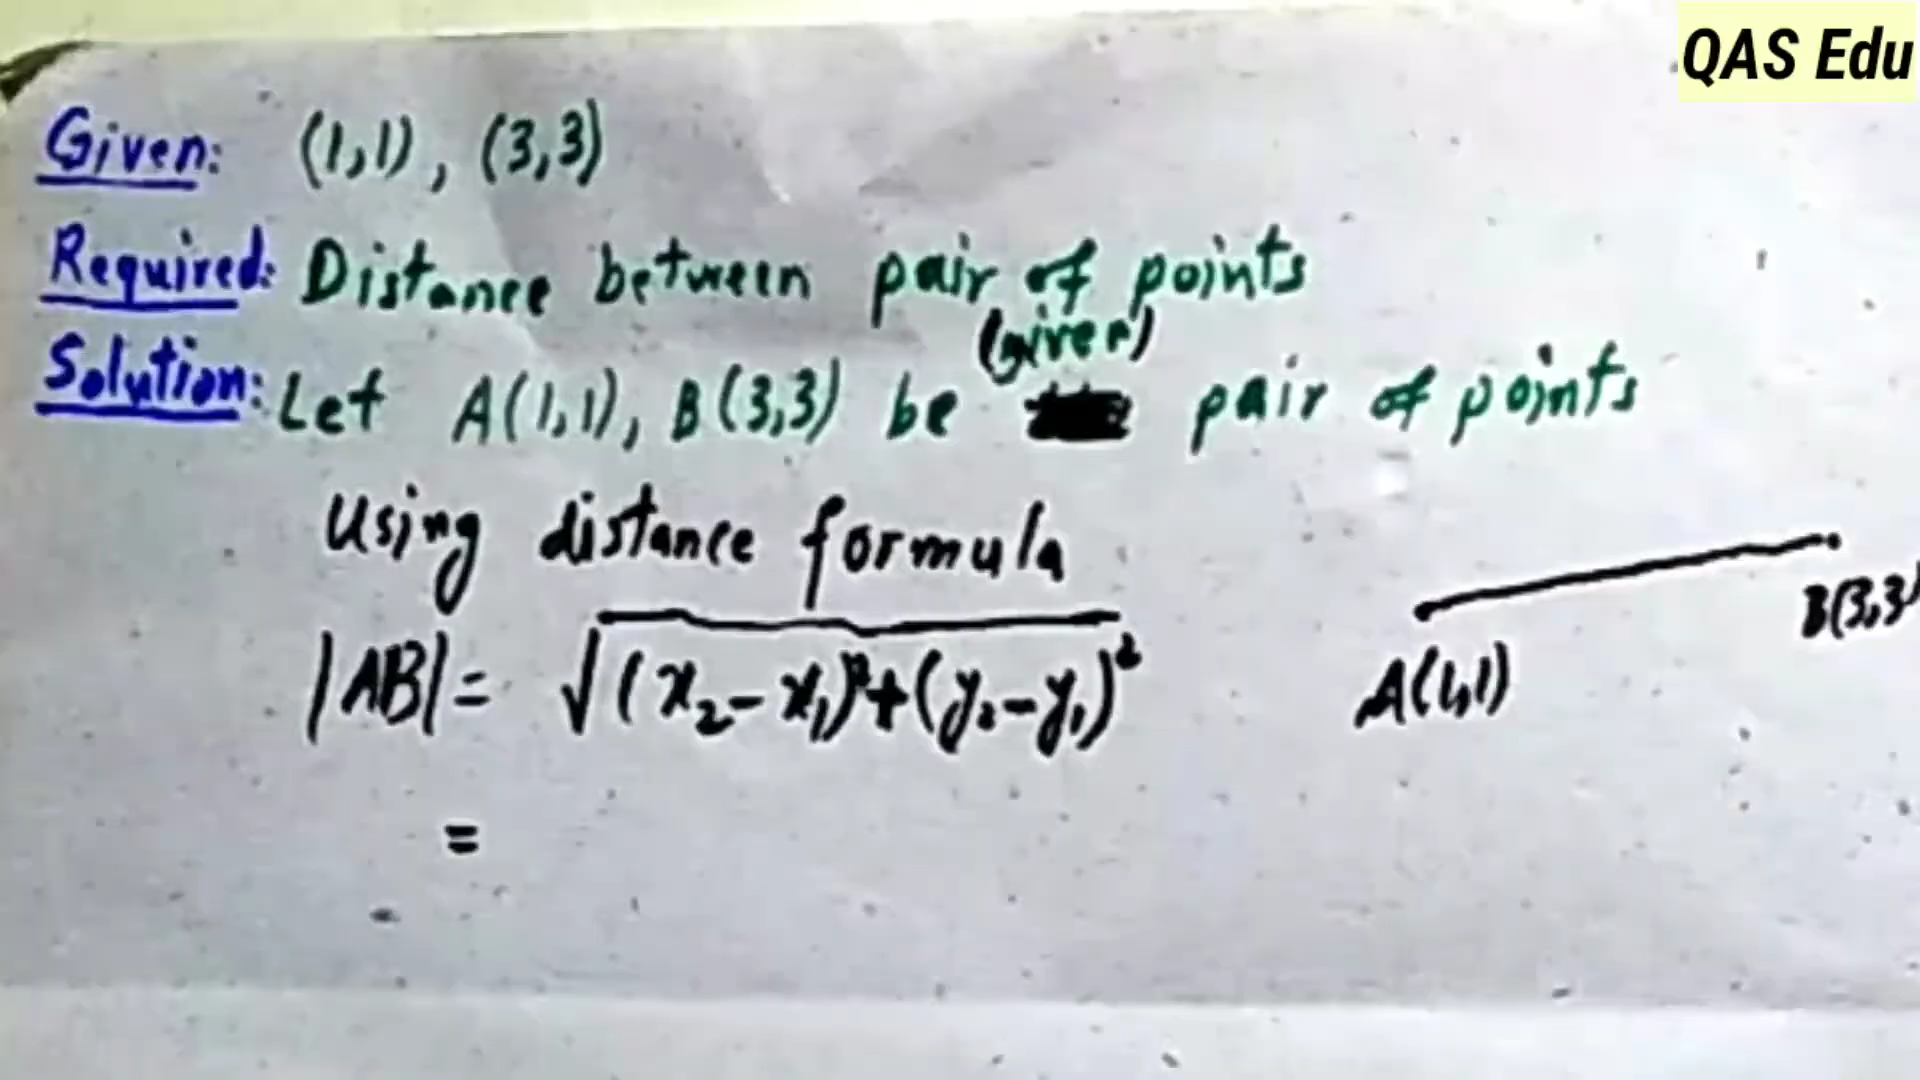 QAS Edu
Given: (1,1), (3,3)
Required: Distance between pair of points
(given)
Solution: Let A(1,1), B(3,3) be pair of points
Using distance formula
|AB| = √(x₂-x₁)²+(y₂-y₁)²
B(3,3)
A(1,1)
=